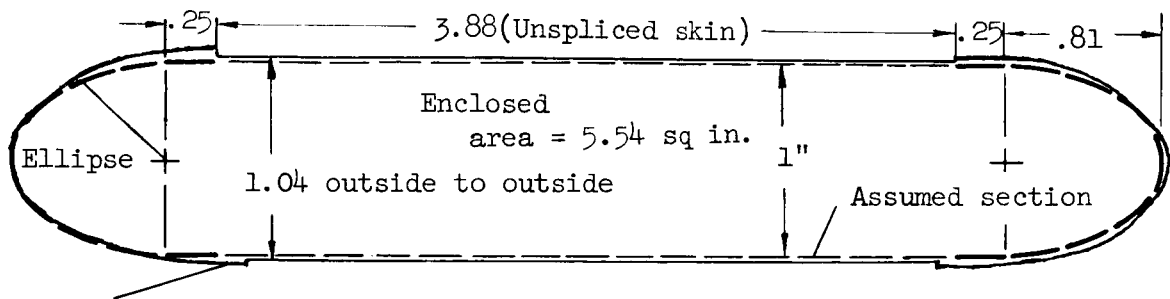 .25
3.88(Unspliced skin)
.25
.81
Enclosed
area = 5.54 sq in.
Ellipse
1"
1.04 outside to outside
Assumed section